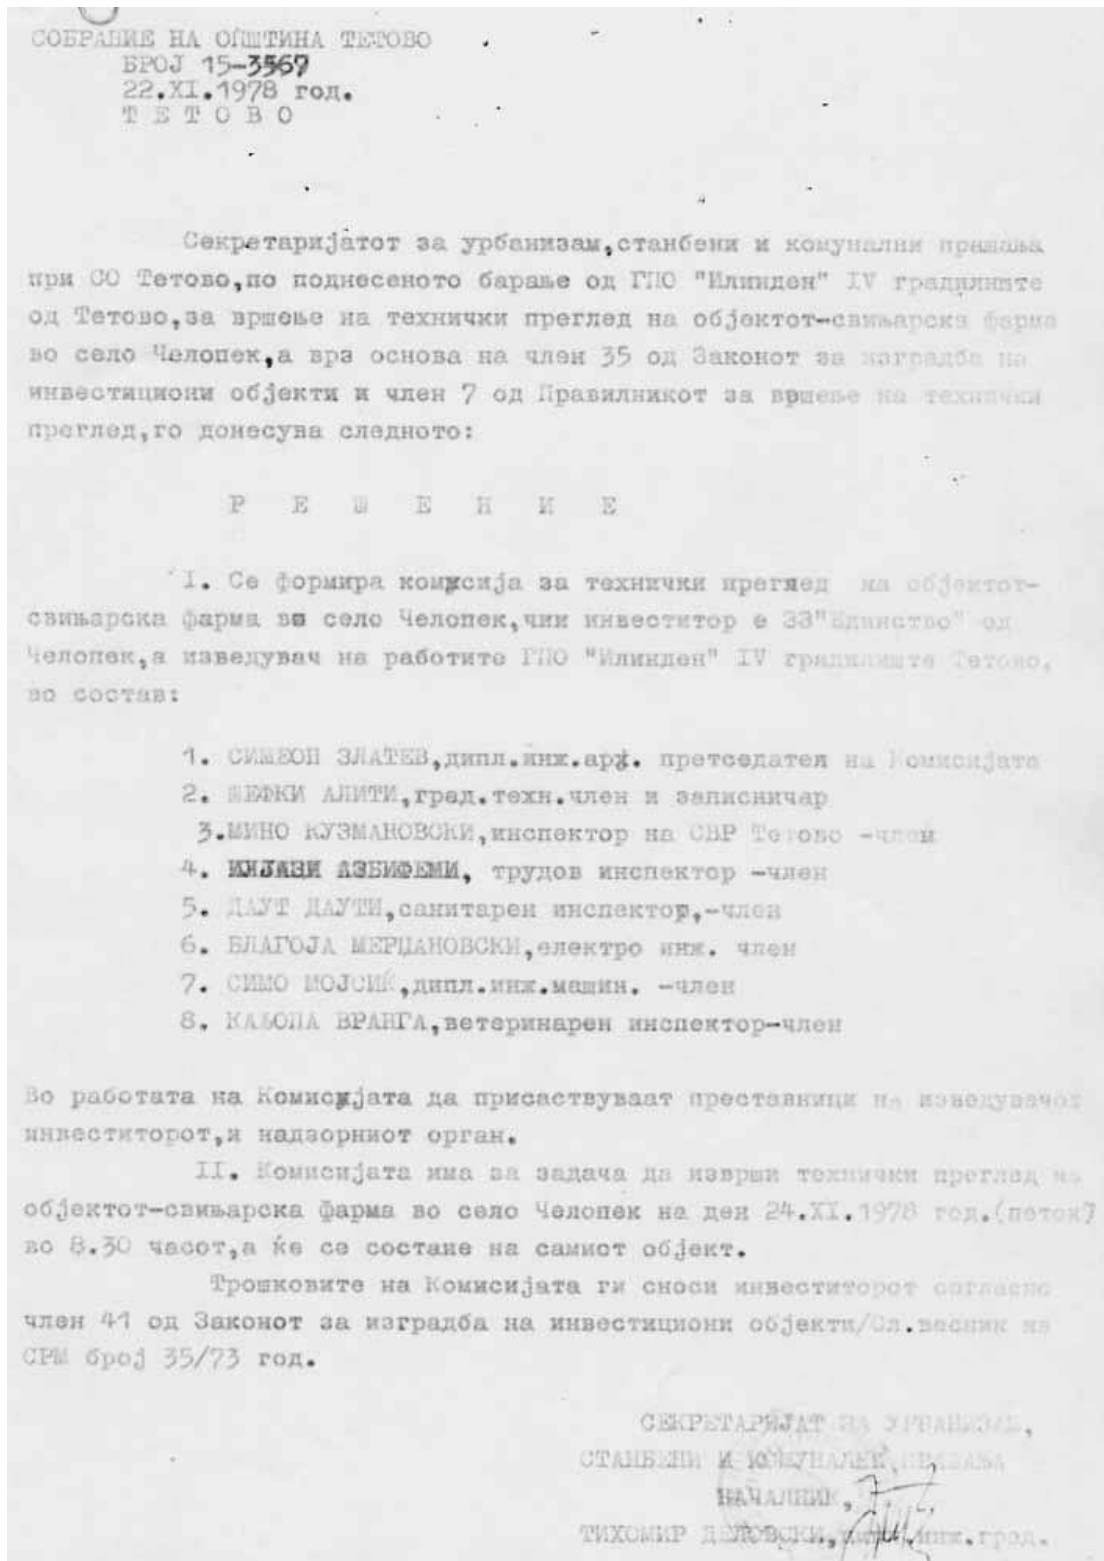 СОБРАНИЕ НА ОПШТИНА ТЕТОВО
БРОЈ 15-3567
22.XI.1978 год.
Т Е Т О В О
Секретаријатот за урбанизам,станбени и комунални прашања
при СО Тетово,по поднесеното барање од ГПО "Илинден" IV градилиште
од Тетово,за вршење на технички преглед на објектот-свињарска фарма
во село Челопек,а врз основа на член 35 од Законот за изградба на
инвестициони објекти и член 7 од Правилникот за вршење на технички
преглед,го донесува следното:
Р Е Ш Е Н И Е
I. Се формира комисија за технички преглед на објектот-
свињарска фарма во село Челопек,чии инвеститор е ЗЗ"Единство" од
Челопек,а изведувач на работите ГПО "Илинден" IV градилиште Тетово,
во состав:
1. СИМЕОН ЗЛАТЕВ,дипл.инж.арх. претседател на Комисијата
2. ШЕФКИ АЛИТИ,град.техн.член и записничар
3.МИНО КУЗМАНОВСКИ,инспектор на СВР Тетово -член
4. ИНЈАЗИ АЗБИФЕМИ, трудов инспектор -член
5. ДАУТ ДАУТИ,санитарен инспектор,-член
6. БЛАГОЈА МЕРЏАНОВСКИ,електро инж. член
7. СИМО МОЈСИЌ,дипл.инж.машин. -член
8. КАЉОПА ВРАНГА,ветеринарен инспектор-член
Во работата на Комисијата да присаствуваат преставници на изведувачот
инвеститорот,и надзорниот орган.
II. Комисијата има за задача да изврши технички преглед на
објектот-свињарска фарма во село Челопек на ден 24.XI.1978 год.(петок)
во 8.30 часот,а ќе се состане на самиот објект.
Трошковите на Комисијата ги сноси инвеститорот согласно
член 41 од Законот за изградба на инвестициони објекти/Сл.весник на
СРМ број 35/73 год.
СЕКРЕТАРИЈАТ НА УРБАНИЗАМ,
СТАНБЕНИ И КОМУНАЛНИ ПРАШАЊА
НАЧАЛНИК,
ТИХОМИР ДЕЛОВСКИ,дипл.инж.град.